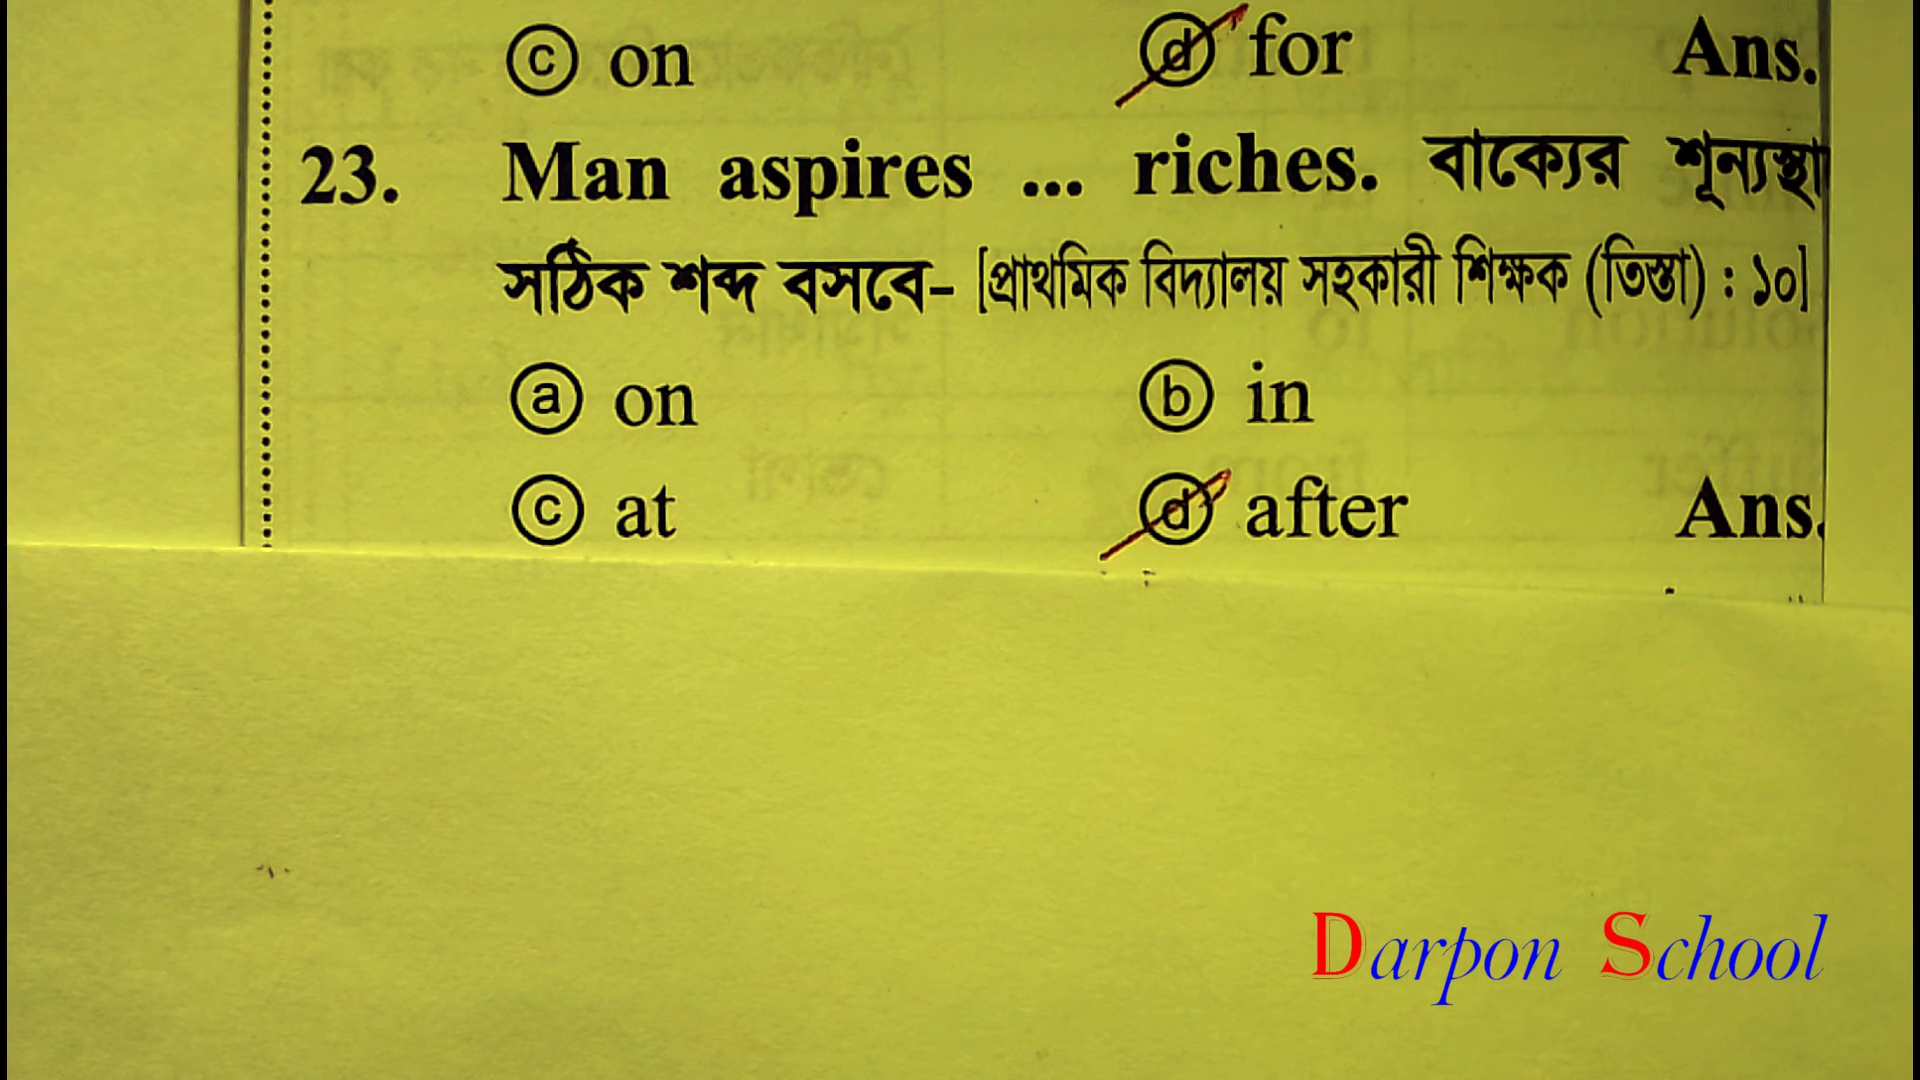 ⓒ on ⓓ for Ans.
23. Man aspires ... riches. বাক্যের শূন্যস্থা
সঠিক শব্দ বসবে- [প্রাথমিক বিদ্যালয় সহকারী শিক্ষক (তিস্তা) : ১০]
ⓐ on ⓑ in
ⓒ at ⓓ after Ans.
Darpon School